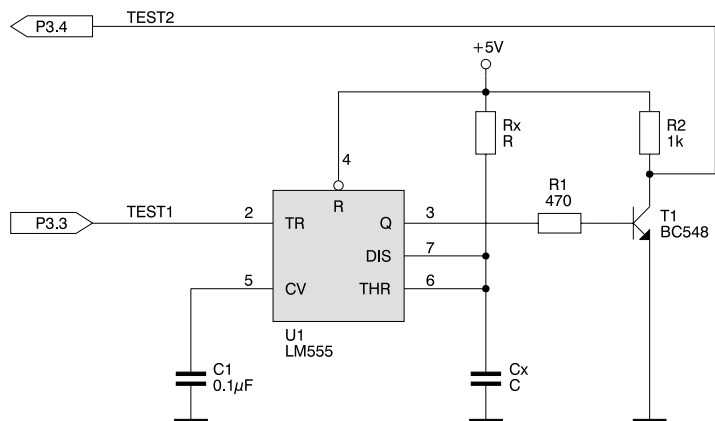 P3.4
TEST2
+5V
Rx
R
R2
1k
4
R1
470
P3.3
TEST1
2
R
TR
Q
3
T1
BC548
DIS
7
5
CV
THR
6
U1
LM555
C1
0.1µF
Cx
C